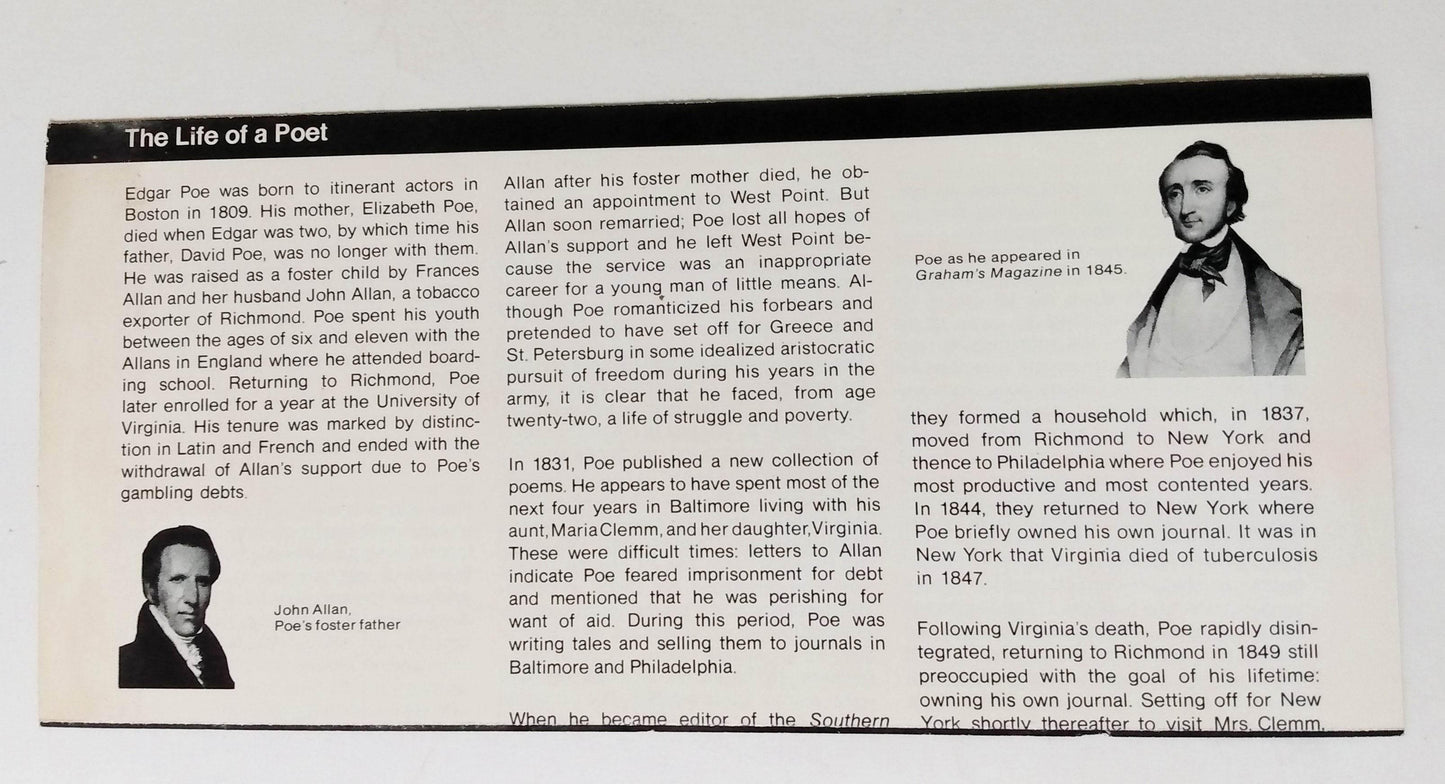 The Life of a Poet
Edgar Poe was born to itinerant actors in
Boston in 1809. His mother, Elizabeth Poe,
died when Edgar was two, by which time his
father, David Poe, was no longer with them.
He was raised as a foster child by Frances
Allan and her husband John Allan, a tobacco
exporter of Richmond. Poe spent his youth
between the ages of six and eleven with the
Allans in England where he attended board-
ing school. Returning to Richmond, Poe
later enrolled for a year at the University of
Virginia. His tenure was marked by distinc-
tion in Latin and French and ended with the
withdrawal of Allan's support due to Poe's
gambling debts.
John Allan,
Poe's foster father
Allan after his foster mother died, he ob-
tained an appointment to West Point. But
Allan soon remarried; Poe lost all hopes of
Allan's support and he left West Point be-
cause the service was an inappropriate
career for a young man of little means. Al-
though Poe romanticized his forbears and
pretended to have set off for Greece and
St. Petersburg in some idealized aristocratic
pursuit of freedom during his years in the
army, it is clear that he faced, from age
twenty-two, a life of struggle and poverty.
In 1831, Poe published a new collection of
poems. He appears to have spent most of the
next four years in Baltimore living with his
aunt, Maria Clemm, and her daughter, Virginia.
These were difficult times: letters to Allan
indicate Poe feared imprisonment for debt
and mentioned that he was perishing for
want of aid. During this period, Poe was
writing tales and selling them to journals in
Baltimore and Philadelphia.
When he became editor of the Southern
Poe as he appeared in
Graham's Magazine in 1845.
they formed a household which, in 1837,
moved from Richmond to New York and
thence to Philadelphia where Poe enjoyed his
most productive and most contented years.
In 1844, they returned to New York where
Poe briefly owned his own journal. It was in
New York that Virginia died of tuberculosis
in 1847.
Following Virginia's death, Poe rapidly disin-
tegrated, returning to Richmond in 1849 still
preoccupied with the goal of his lifetime:
owning his own journal. Setting off for New
York shortly thereafter to visit Mrs. Clemm,